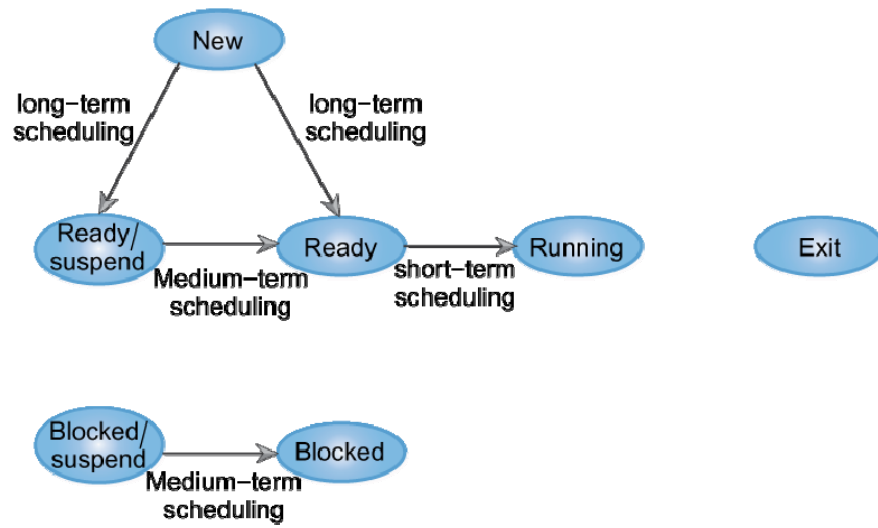 New
long-term
scheduling
long-term
scheduling
Ready/
suspend
Medium-term
scheduling
Ready
short-term
scheduling
Running
Exit
Blocked/
suspend
Medium-term
scheduling
Blocked